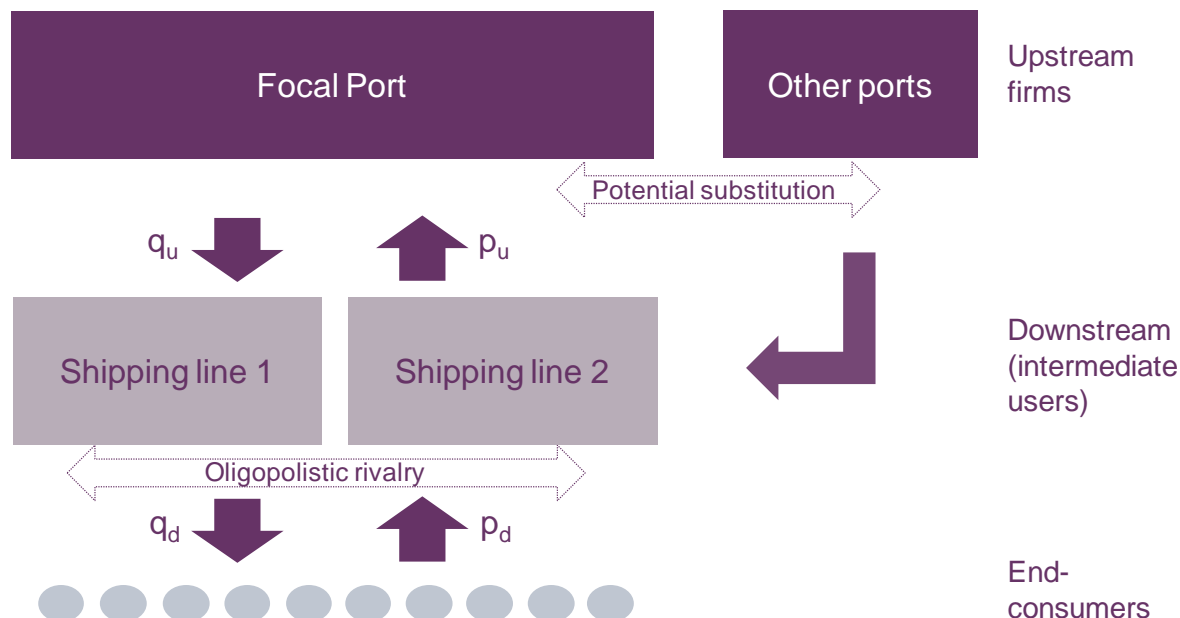 Focal Port
Other ports
Upstream
firms
Potential substitution
qu
pu
Shipping line 1
Shipping line 2
Downstream
(intermediate
users)
Oligopolistic rivalry
qd
pd
End-
consumers